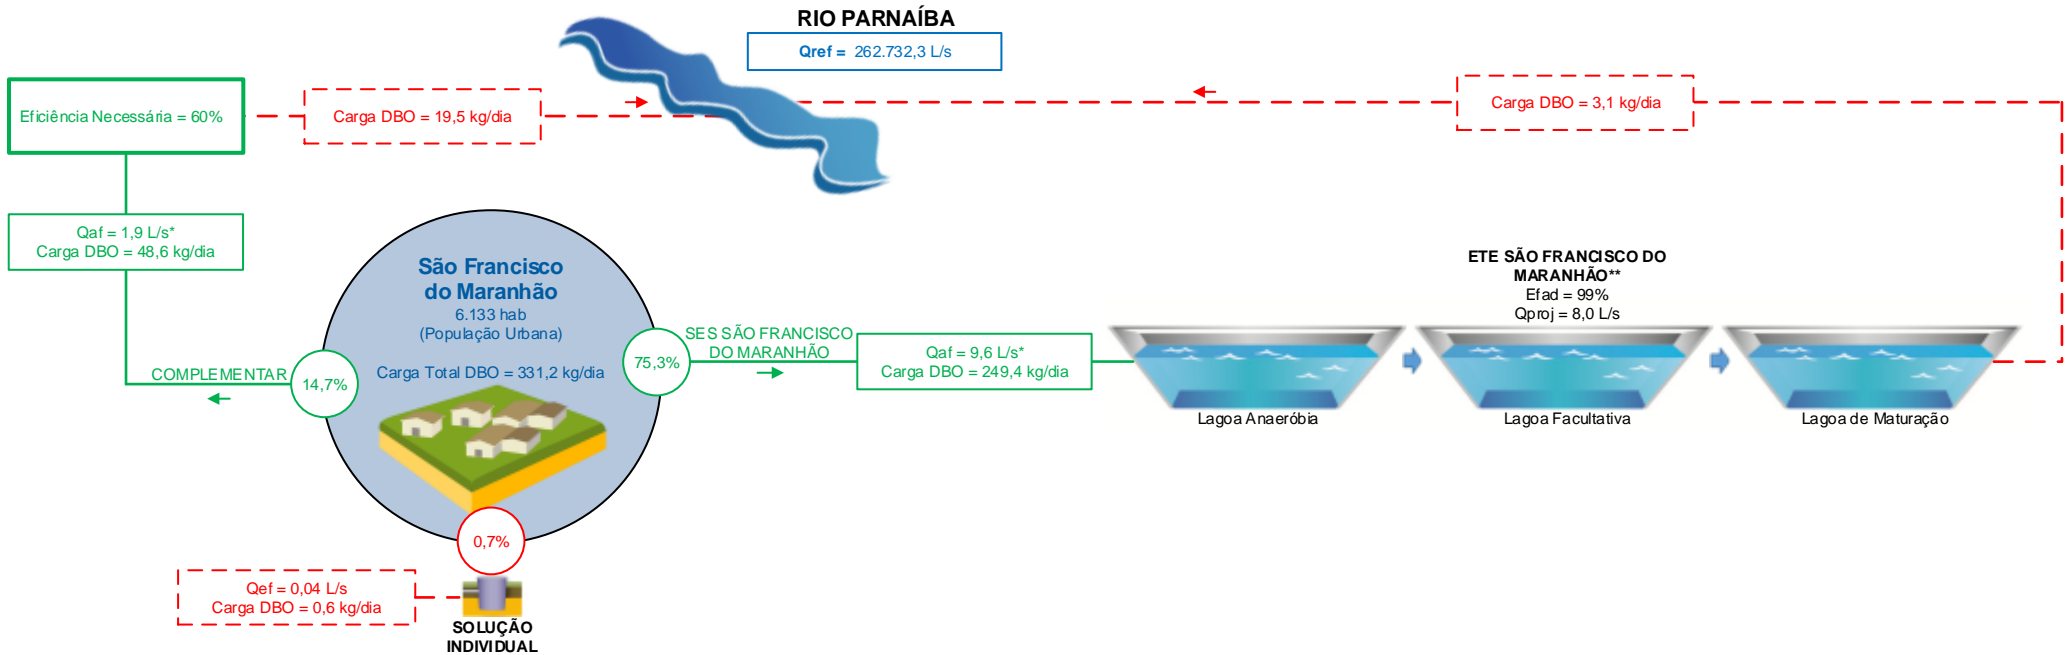 RIO PARNAÍBA
Qref = 262.732,3 L/s
Eficiência Necessária = 60%
Carga DBO = 19,5 kg/dia
Carga DBO = 3,1 kg/dia
Qaf = 1,9 L/s*
Carga DBO = 48,6 kg/dia
São Francisco
do Maranhão
6.133 hab
(População Urbana)
Carga Total DBO = 331,2 kg/dia
COMPLEMENTAR
14,7%
75,3%
SES SÃO FRANCISCO
DO MARANHÃO
Qaf = 9,6 L/s*
Carga DBO = 249,4 kg/dia
ETE SÃO FRANCISCO DO
MARANHÃO**
Efad = 99%
Qproj = 8,0 L/s
Lagoa Anaeróbia
Lagoa Facultativa
Lagoa de Maturação
0,7%
Qef = 0,04 L/s
Carga DBO = 0,6 kg/dia
SOLUÇÃO
INDIVIDUAL